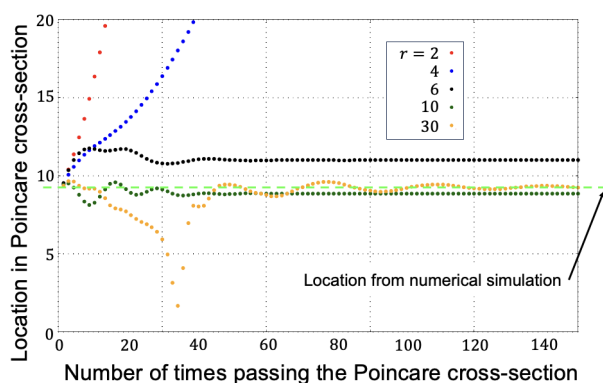 Location in Poincare cross-section
20
15
10
5
0
r = 2
4
6
10
30
Location from numerical simulation
0 20 40 60 80 100 120 140
Number of times passing the Poincare cross-section